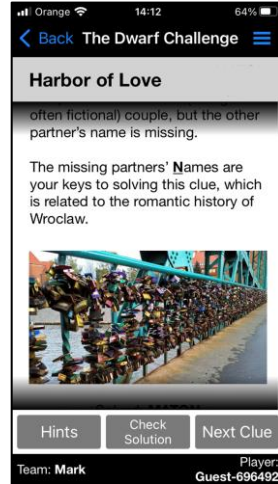 Orange 14:12 64%
Back The Dwarf Challenge
Harbor of Love
often fictional) couple, but the other
partner's name is missing.
The missing partners' Names are
your keys to solving this clue, which
is related to the romantic history of
Wroclaw.
Hints
Check
Solution
Next Clue
Team: Mark
Player:
Guest-696492